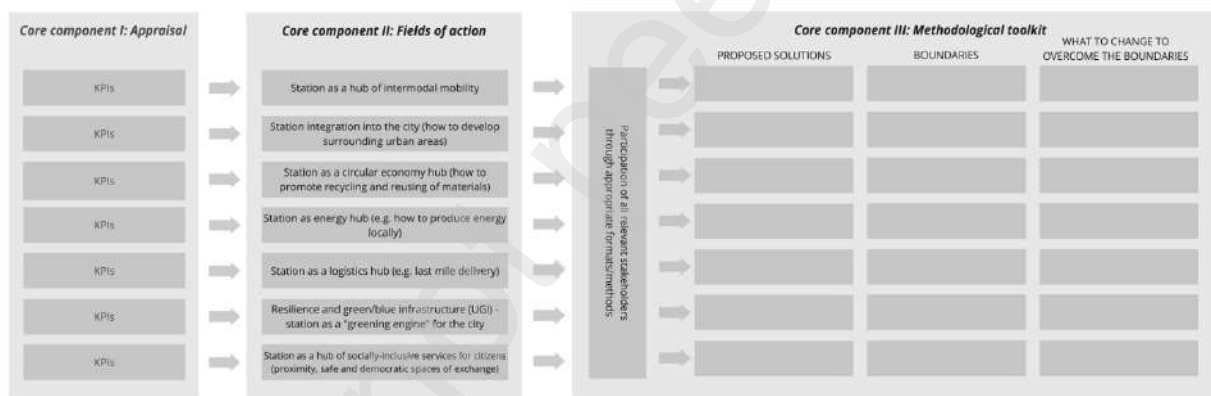 Core component I: Appraisal
KPIs
KPIs
KPIs
KPIs
KPIs
KPIs
KPIs
Core component II: Fields of action
Station as a hub of intermodal mobility
Station integration into the city (how to develop
surrounding urban areas)
Station as a circular economy hub (how to
promote recycling and reusing of materials)
Station as energy hub (e.g. how to produce energy
locally)
Station as a logistics hub (e.g. last mile delivery)
Resilience and green/blue infrastructure (UGI) -
station as a "greening engine" for the city
Station as a hub of socially-inclusive services for citizens
(proximity, safe and democratic spaces of exchange)
Core component III: Methodological toolkit
Participation of all relevant stakeholders
through appropriate formats/methods
PROPOSED SOLUTIONS
BOUNDARIES
WHAT TO CHANGE TO
OVERCOME THE BOUNDARIES